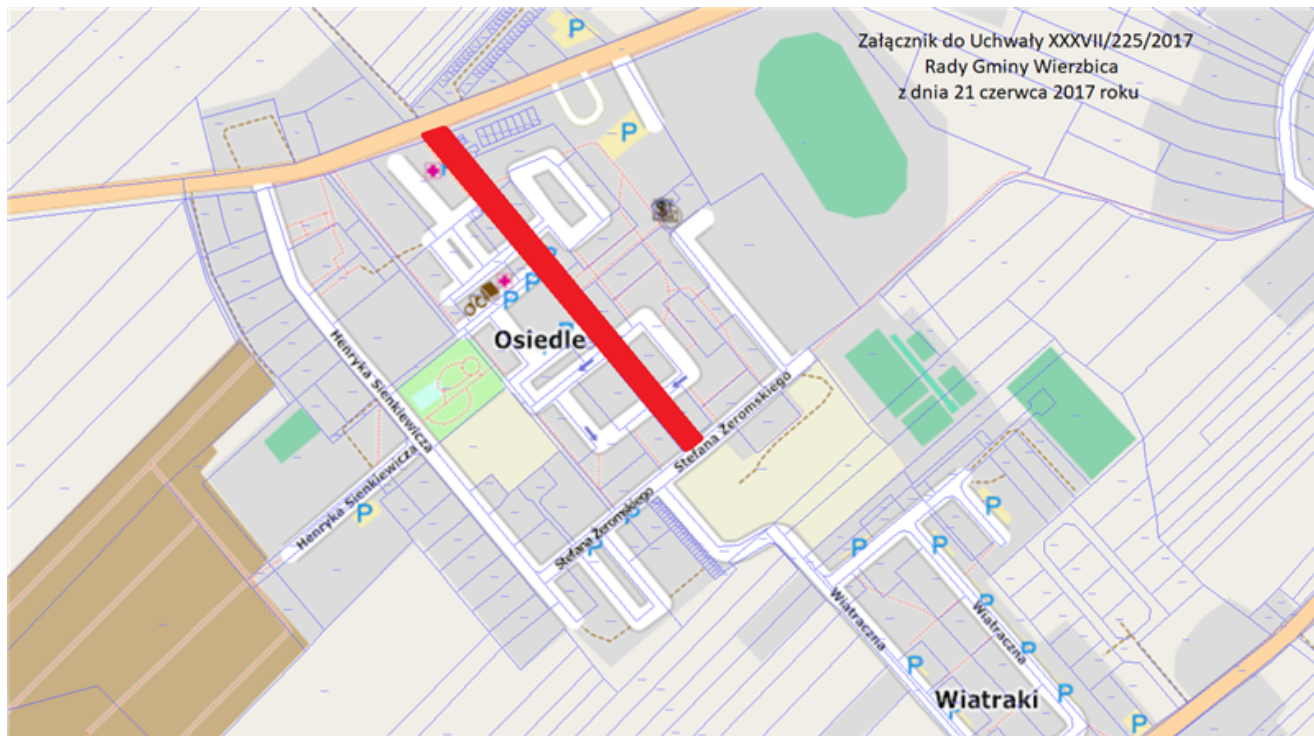 Załącznik do Uchwały XXXVII/225/2017
Rady Gminy Wierzbica
z dnia 21 czerwca 2017 roku
P
P
P
P
P
P
Osiedle
Henryka Sienkiewicza
Henryka Sienkiewicza
P
Stefana Żeromskiego
Stefana Żeromskiego
P
P
P
P
P
Wiatraczna
Wiatraczna
P
P
P
P
P
P
Wiatraki